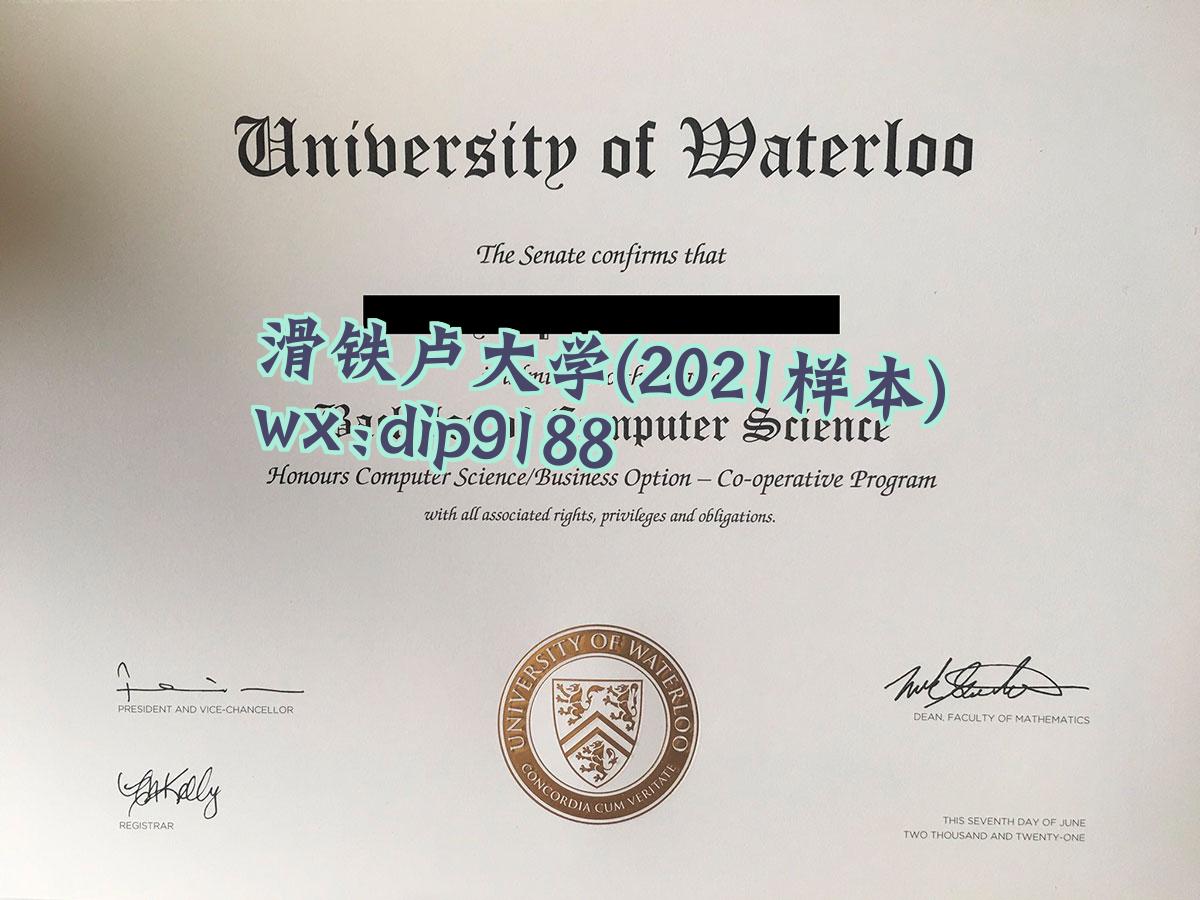 University of Waterloo
The Senate confirms that
滑铁卢大学(2021样本)
wx:dip9188
Computer Science
Honours Computer Science/Business Option – Co-operative Program
with all associated rights, privileges and obligations.
PRESIDENT AND VICE-CHANCELLOR
DEAN, FACULTY OF MATHEMATICS
UNIVERSITY OF WATERLOO
CONCORDIA CUM VERITATE
REGISTRAR
THIS SEVENTH DAY OF JUNE
TWO THOUSAND AND TWENTY-ONE